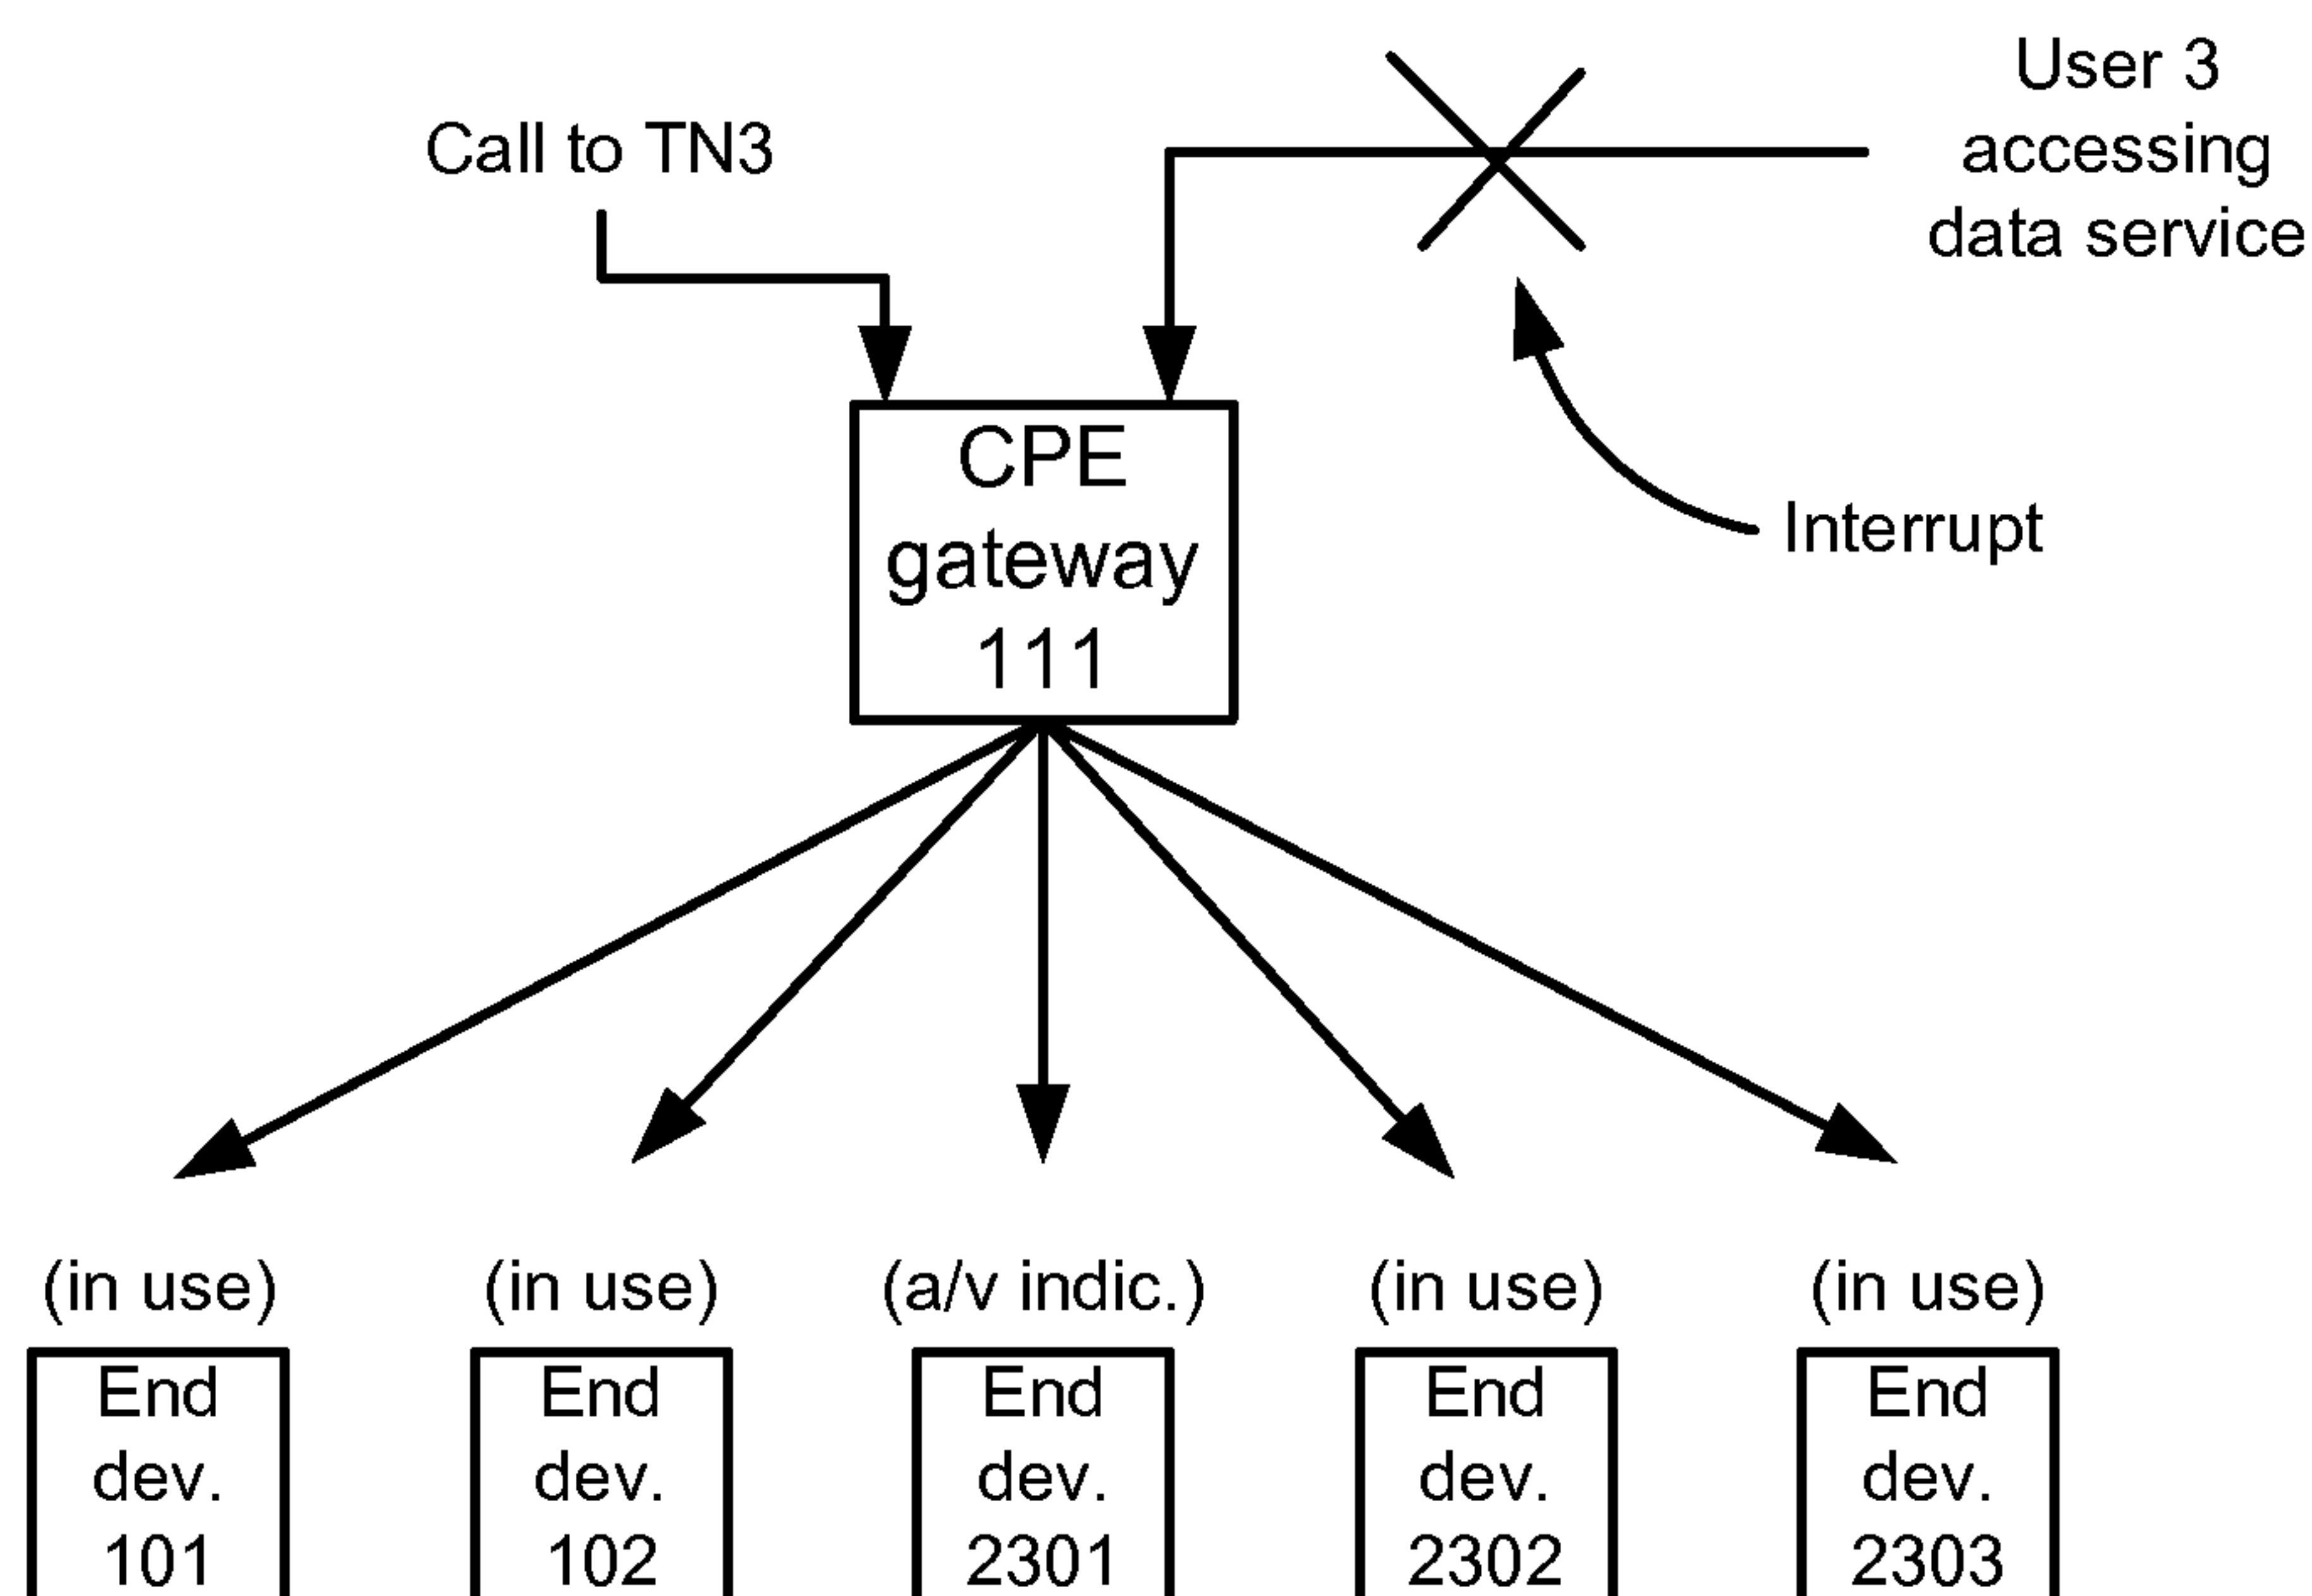 User 3
accessing
data service
Call to TN3
CPE
gateway
111
Interrupt
(in use) (in use) (a/v indic.) (in use) (in use)
End End End End End
dev. dev. dev. dev. dev.
101 102 2301 2302 2303